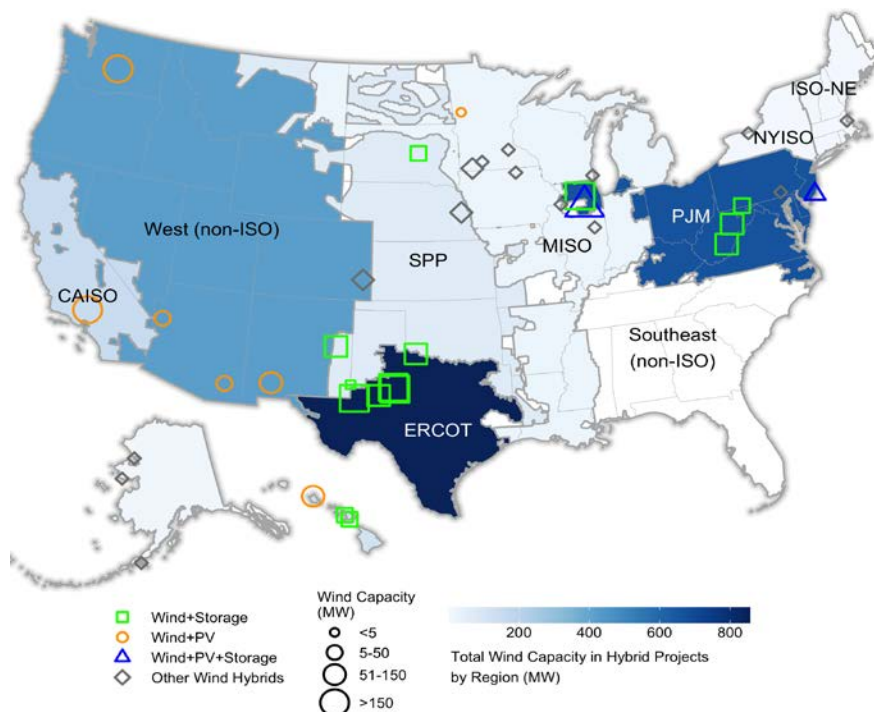 ISO-NE
NYISO
PJM
West (non-ISO)
MISO
SPP
CAISO
Southeast
(non-ISO)
ERCOT
Wind+Storage
Wind+PV
Wind+PV+Storage
Other Wind Hybrids
Wind Capacity
(MW)
<5
5-50
51-150
>150
200
400
600
800
Total Wind Capacity in Hybrid Projects
by Region (MW)